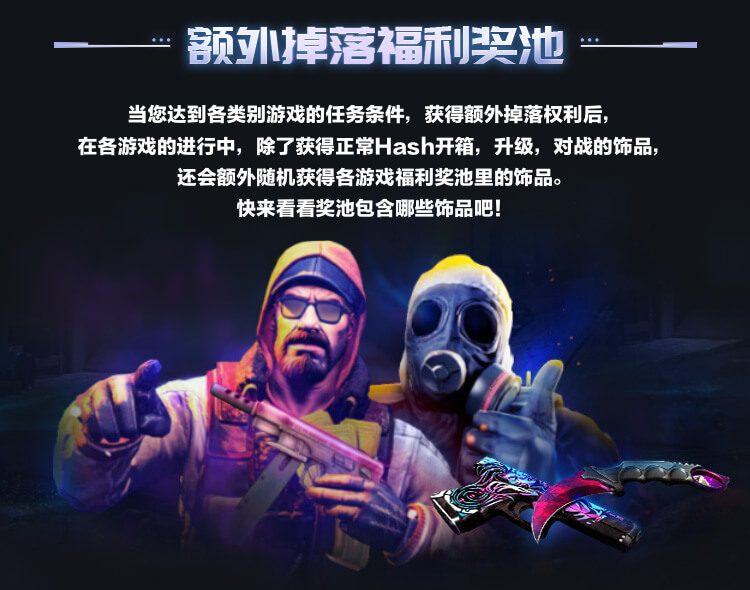 额外掉落福利奖池
当您达到各类别游戏的任务条件，获得额外掉落权利后，
在各游戏的进行中，除了获得正常Hash开箱，升级，对战的饰品，
还会额外随机获得各游戏福利奖池里的饰品。
快来看看奖池包含哪些饰品吧！